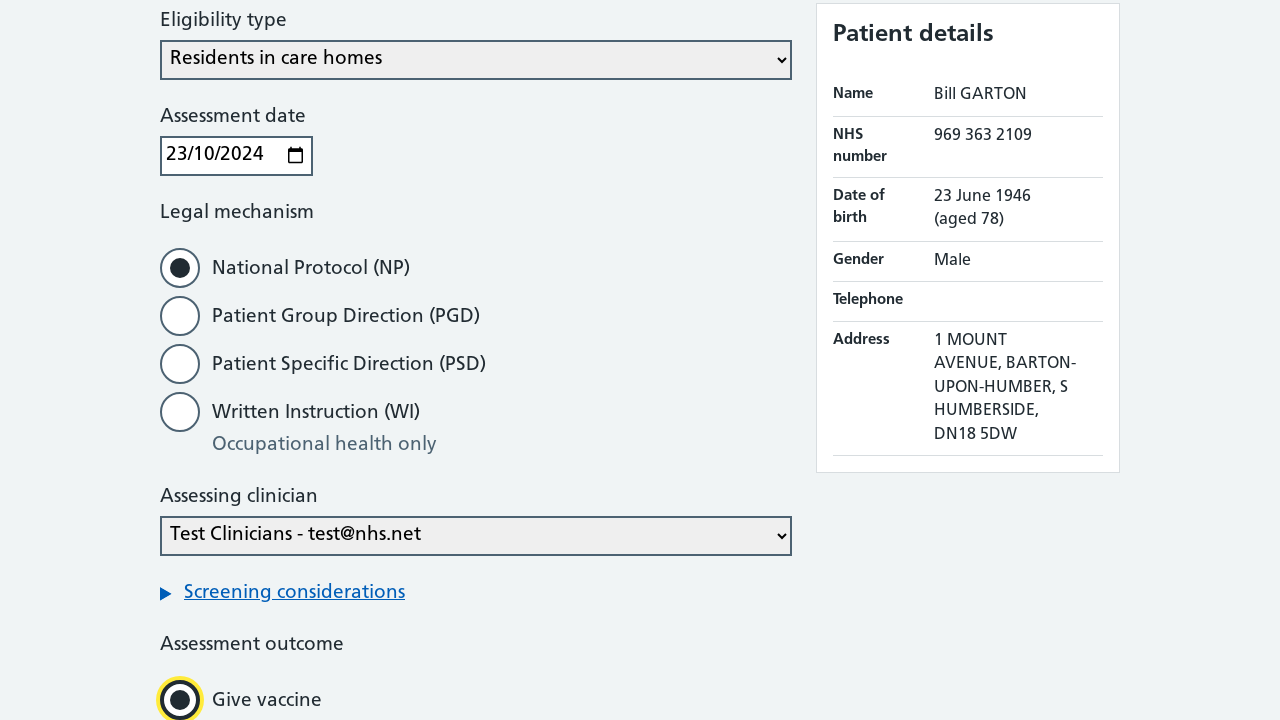 Eligibility type
Residents in care homes
Assessment date
23/10/2024
Legal mechanism
National Protocol (NP)
Patient Group Direction (PGD)
Patient Specific Direction (PSD)
Written Instruction (WI)
Occupational health only
Assessing clinician
Test Clinicians - test@nhs.net
Screening considerations
Assessment outcome
Give vaccine
Patient details
Name Bill GARTON
NHS number 969 363 2109
Date of birth 23 June 1946
(aged 78)
Gender Male
Telephone
Address 1 MOUNT
AVENUE, BARTON-
UPON-HUMBER, S
HUMBERSIDE,
DN18 5DW